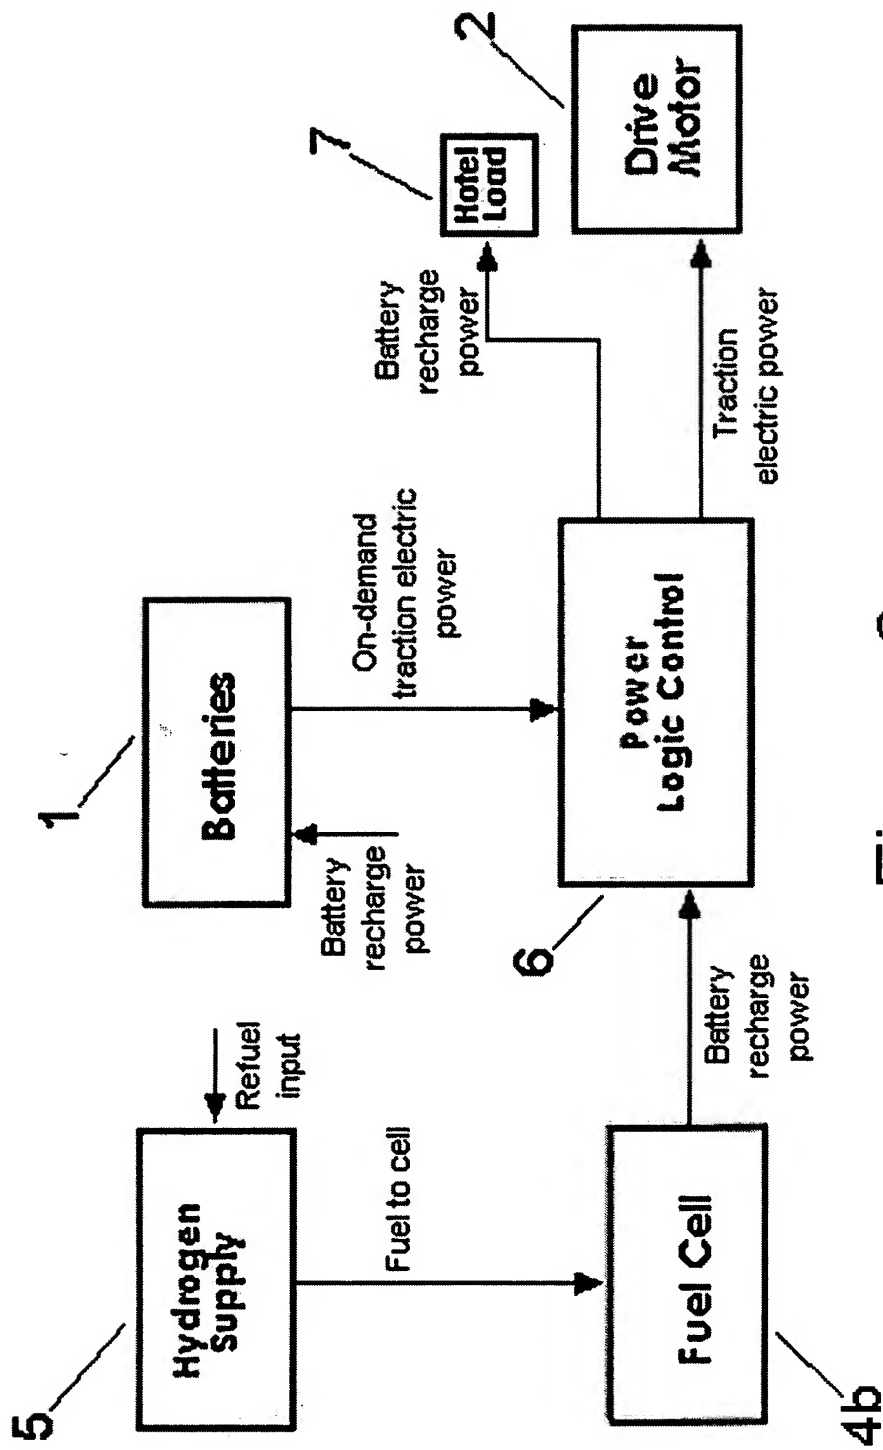 5
Hydrogen
Supply
Refuel
input
Fuel to cell
4b
Fuel Cell
Battery
recharge
power
1
Batteries
Battery
recharge
power
On-demand
traction electric
power
6
Power
Logic Control
Battery
recharge
power
Traction
electric power
7
Hotel
Load
2
Drive
Motor